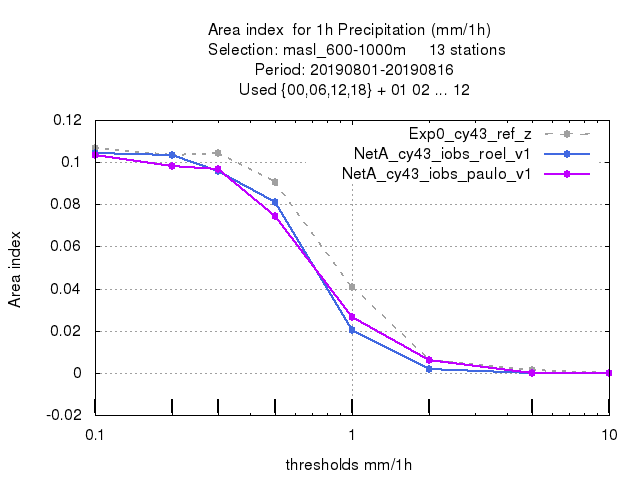 Area index  for 1h Precipitation (mm/1h)
Selection: masl_600-1000m     13 stations
Period: 20190801-20190816
Used {00,06,12,18} + 01 02 ... 12
Exp0_cy43_ref_z
NetA_cy43_iobs_roel_v1
NetA_cy43_iobs_paulo_v1
Area index
0.12
0.1
0.08
0.06
0.04
0.02
0
-0.02
0.1
1
10
thresholds mm/1h